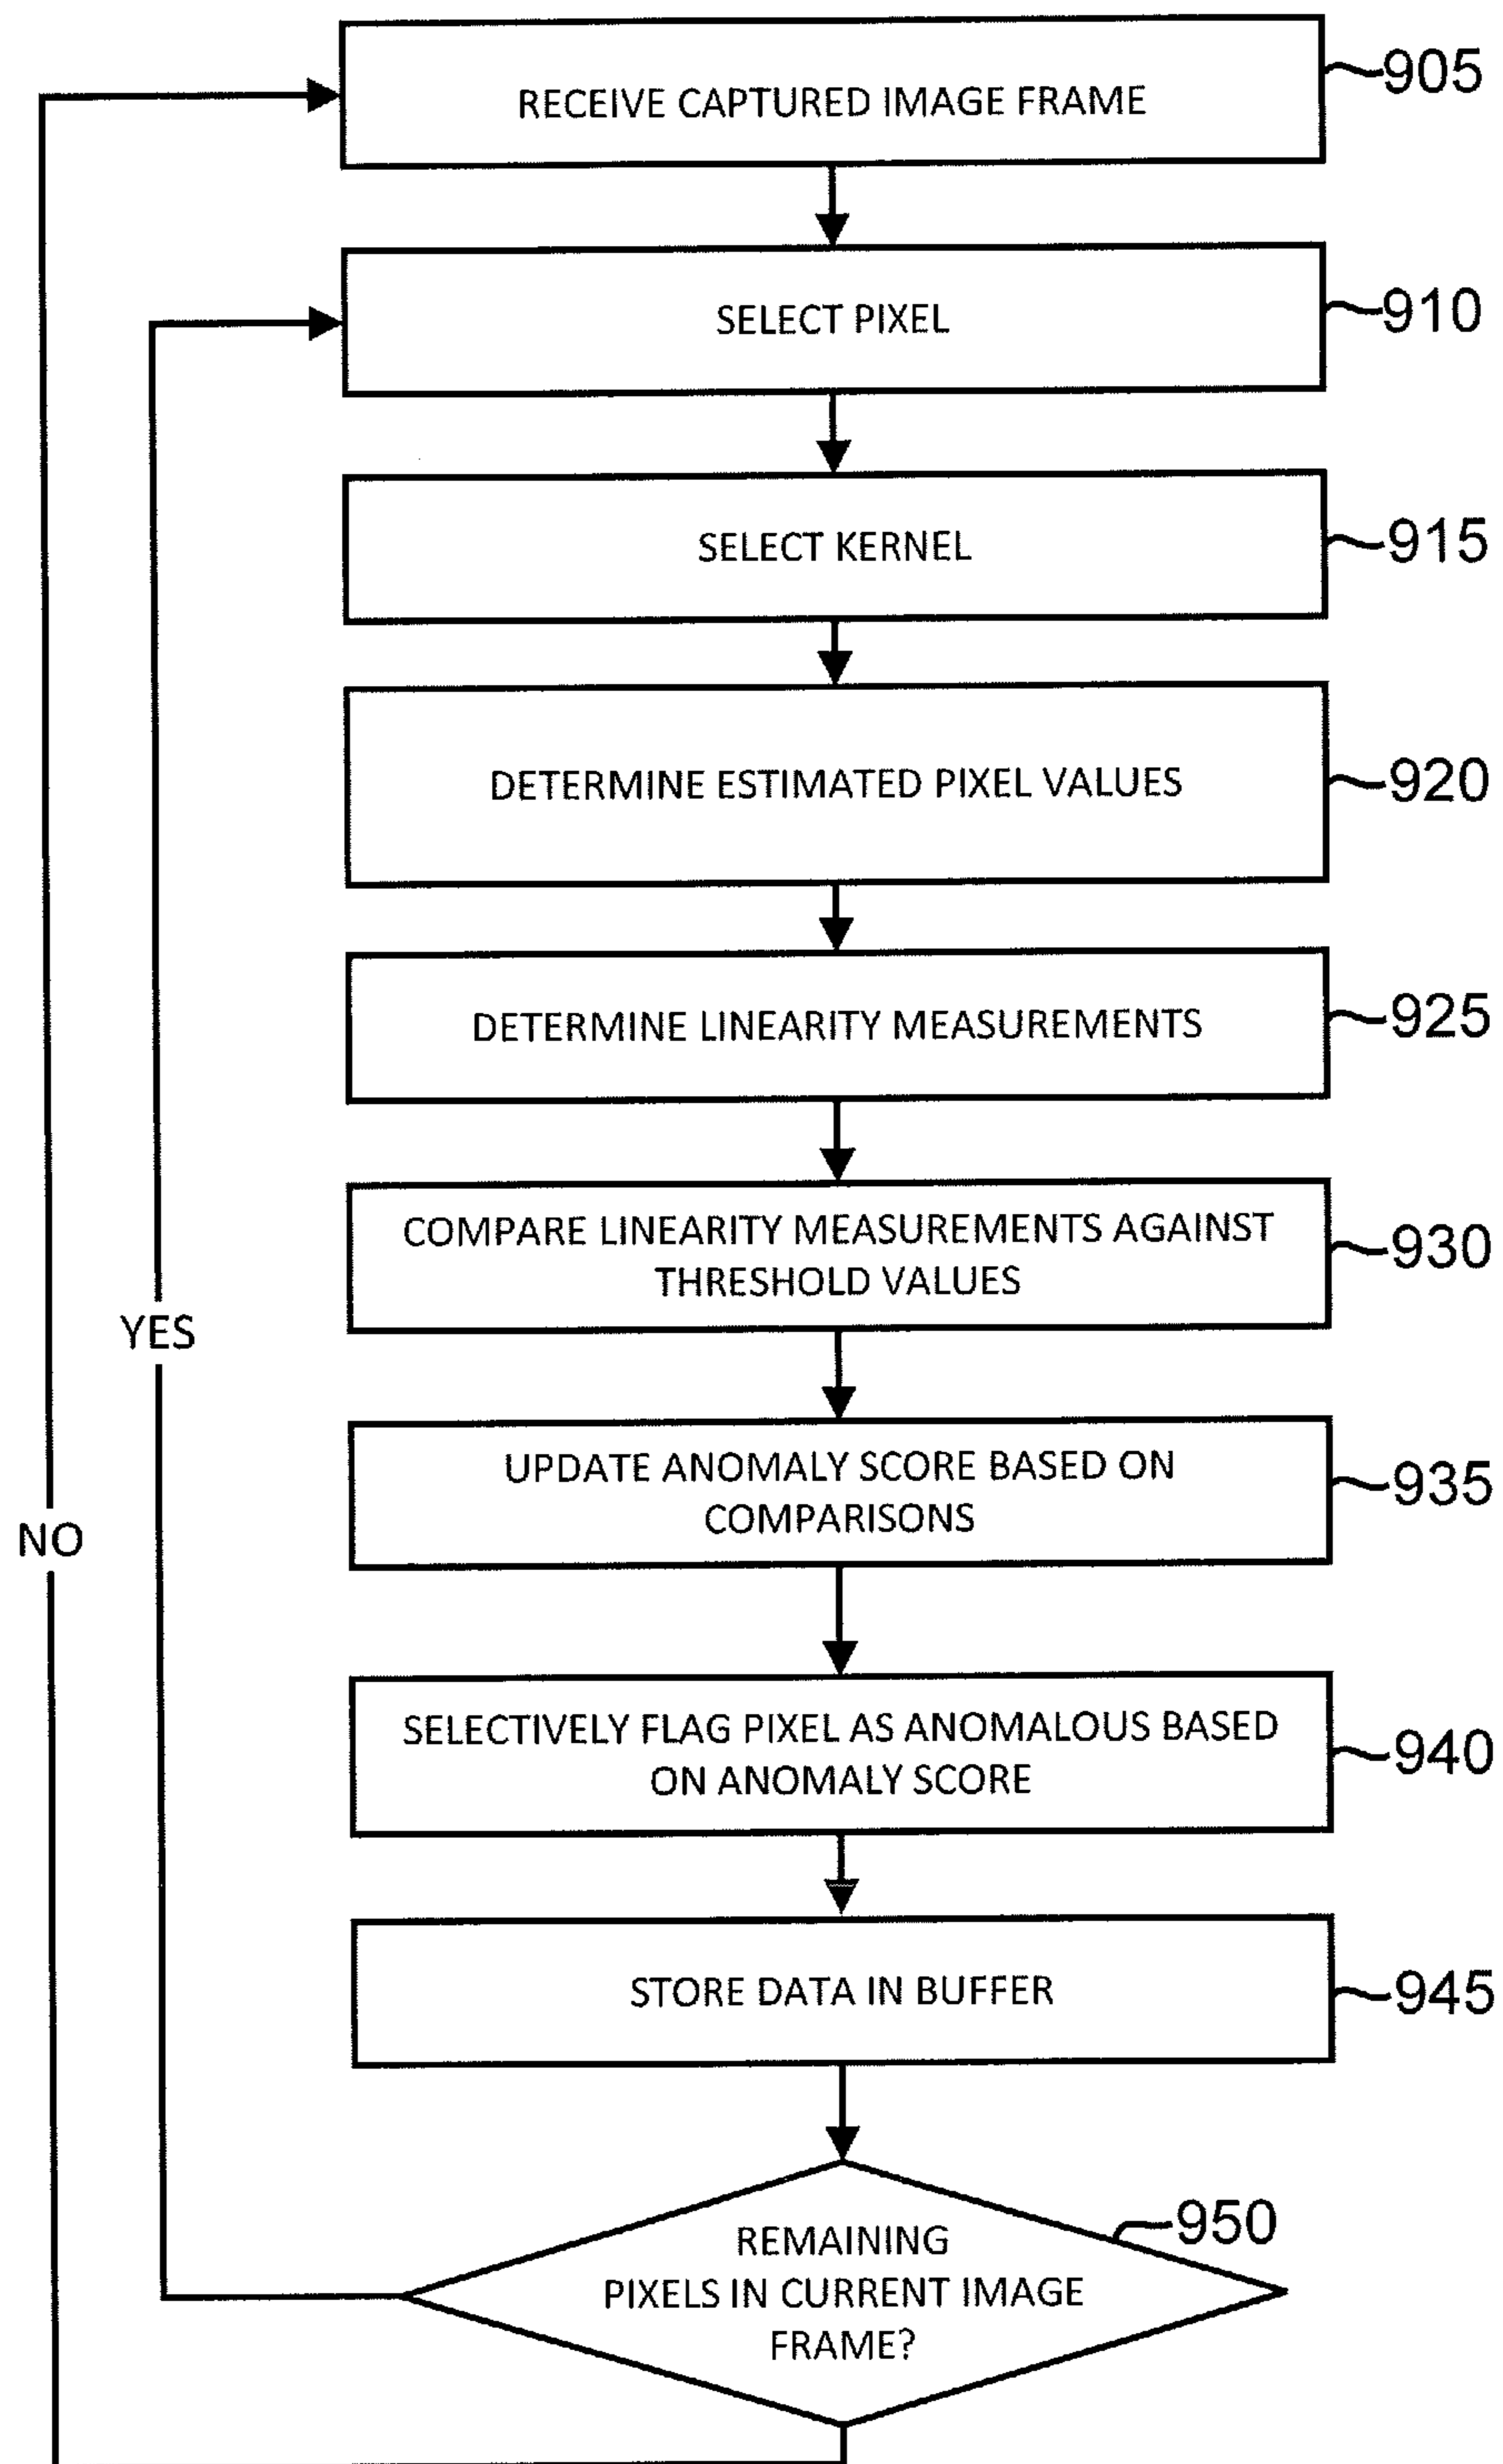 RECEIVE CAPTURED IMAGE FRAME
905
SELECT PIXEL
910
SELECT KERNEL
915
DETERMINE ESTIMATED PIXEL VALUES
920
DETERMINE LINEARITY MEASUREMENTS
925
COMPARE LINEARITY MEASUREMENTS AGAINST
THRESHOLD VALUES
930
YES
UPDATE ANOMALY SCORE BASED ON
COMPARISONS
935
NO
SELECTIVELY FLAG PIXEL AS ANOMALOUS BASED
ON ANOMALY SCORE
940
STORE DATA IN BUFFER
945
REMAINING
PIXELS IN CURRENT IMAGE
FRAME?
950